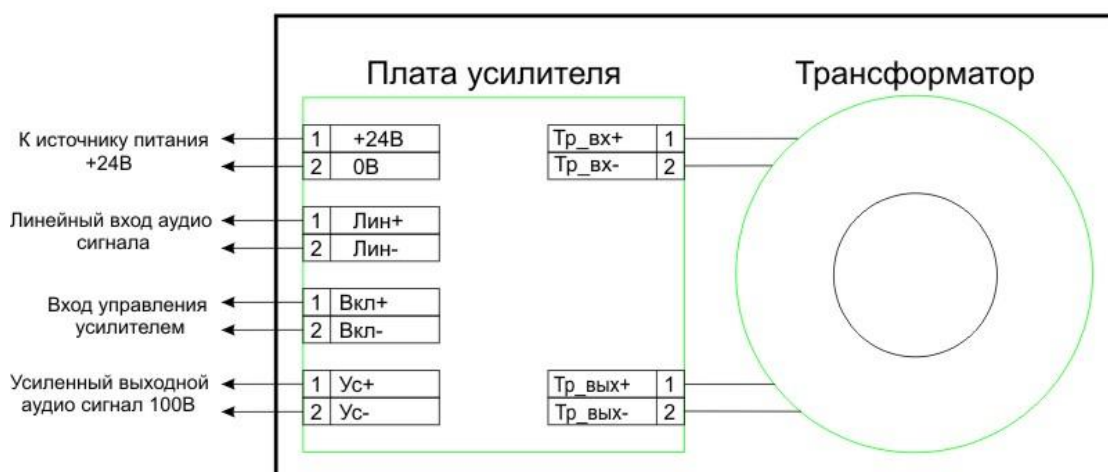 Плата усилителя
Трансформатор
К источнику питания
+24В
1 +24В
2 0В
Тр_вх+ 1
Тр_вх- 2
Линейный вход аудио
сигнала
1 Лин+
2 Лин-
Вход управления
усилителем
1 Вкл+
2 Вкл-
Усиленный выходной
аудио сигнал 100В
1 Ус+
2 Ус-
Тр_вых+ 1
Тр_вых- 2